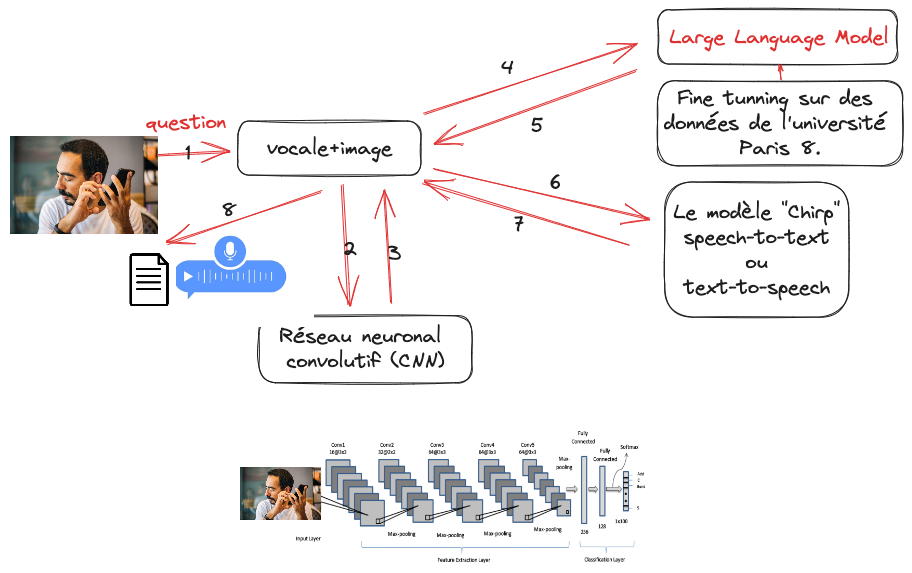 Large Language Model
4
Fine tunning sur des
données de l'université
Paris 8.
question
5
1
vocale+image
6
Le modèle "Chirp"
speech-to-text
ou
text-to-speech
8
7
2
3
Réseau neuronal
convolutif (CNN)
Fully
Connected
Conv1
Conv2
Conv3
Conv4
Conv5
Softmax
Fully
Connected
Max-
pooling
Max-pooling
Max-pooling
Max-pooling
Max-pooling
256
128
1x100
Input Layer
Feature Extraction Layer
Classification Layer